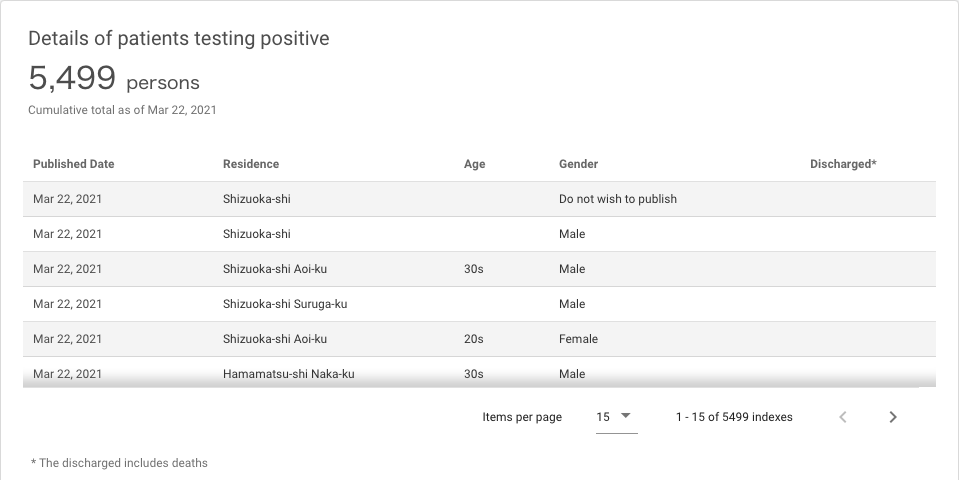 Details of patients testing positive
5,499 persons
Cumulative total as of Mar 22, 2021
Published Date Residence Age Gender Discharged*
Mar 22, 2021 Shizuoka-shi Do not wish to publish
Mar 22, 2021 Shizuoka-shi Male
Mar 22, 2021 Shizuoka-shi Aoi-ku 30s Male
Mar 22, 2021 Shizuoka-shi Suruga-ku Male
Mar 22, 2021 Shizuoka-shi Aoi-ku 20s Female
Mar 22, 2021 Hamamatsu-shi Naka-ku 30s Male
Items per page 15 1 - 15 of 5499 indexes
* The discharged includes deaths